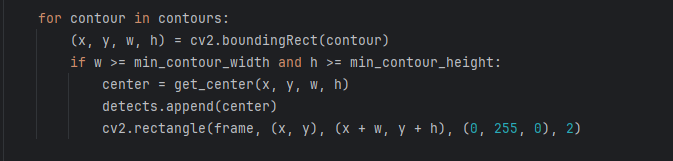 for contour in contours:
    (x, y, w, h) = cv2.boundingRect(contour)
    if w >= min_contour_width and h >= min_contour_height:
        center = get_center(x, y, w, h)
        detects.append(center)
        cv2.rectangle(frame, (x, y), (x + w, y + h), (0, 255, 0), 2)